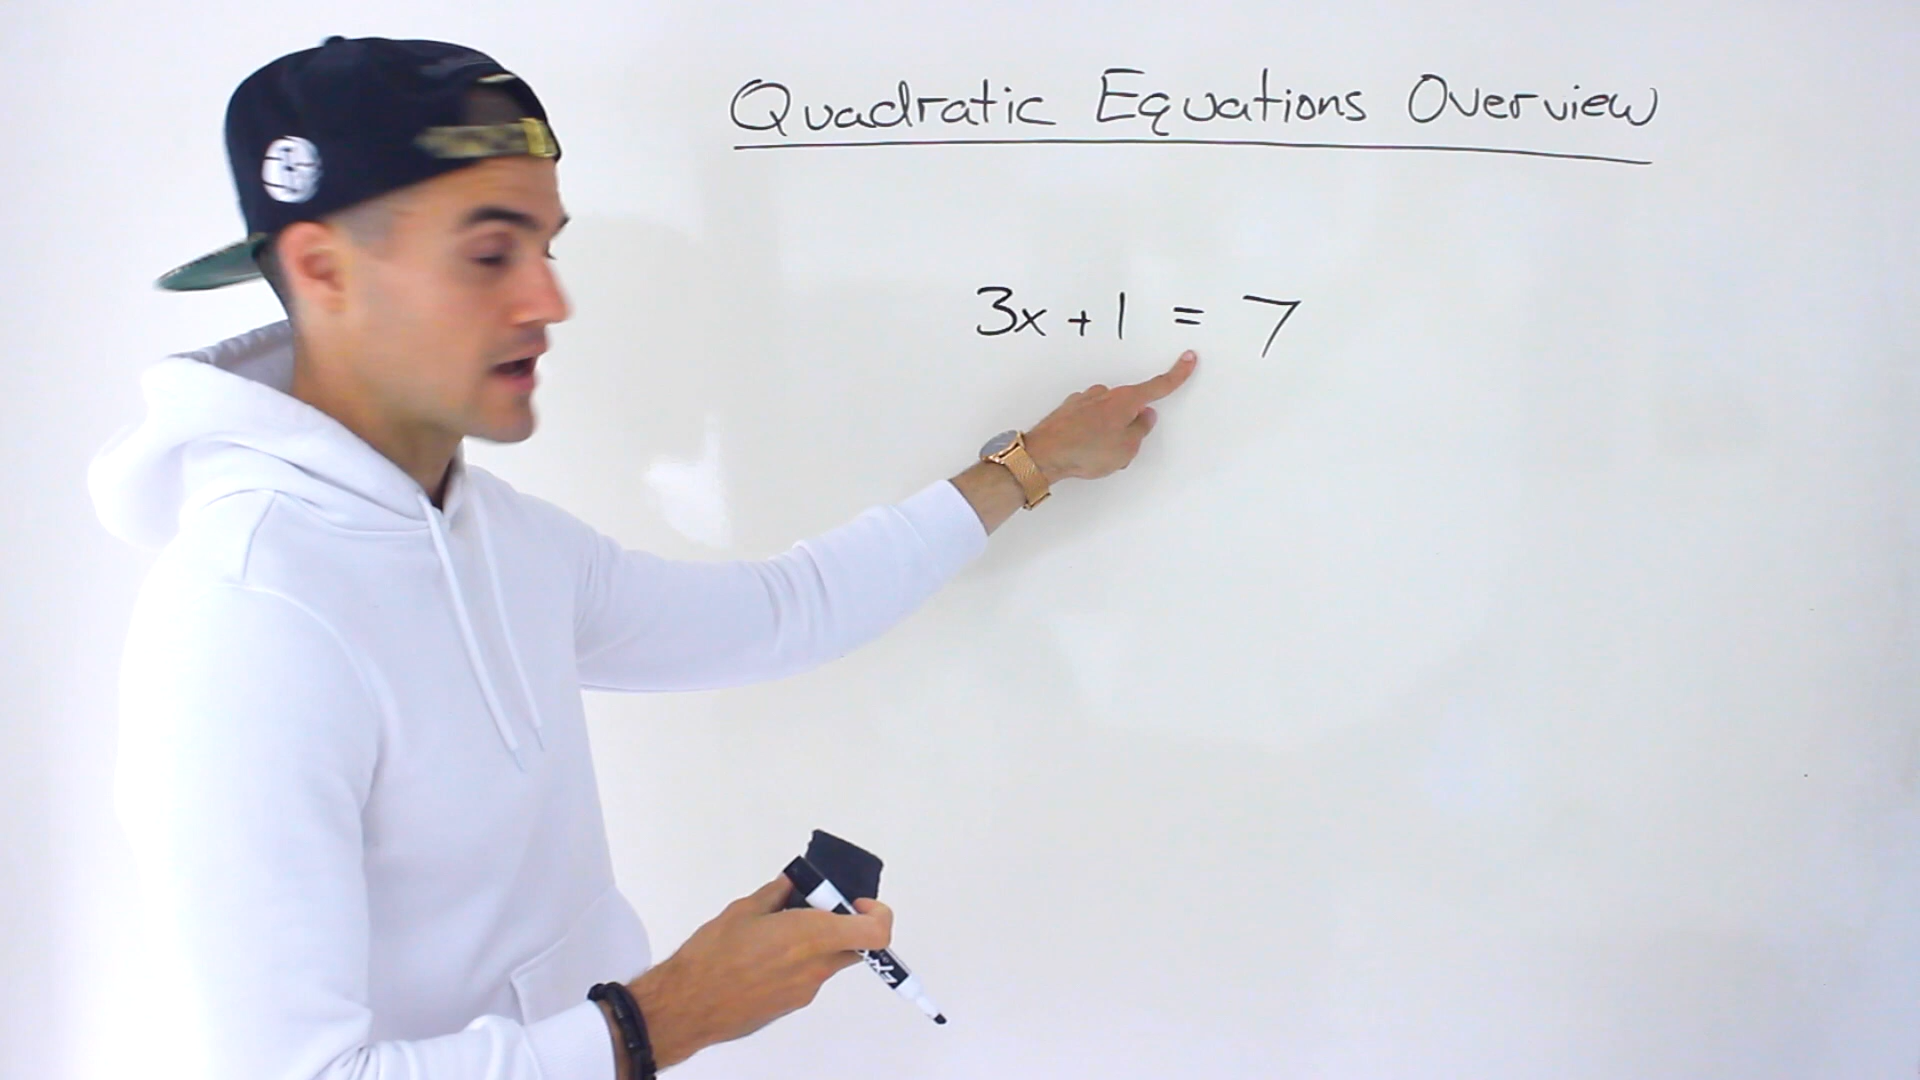 Quadratic Equations Overview
3x + 1 = 7